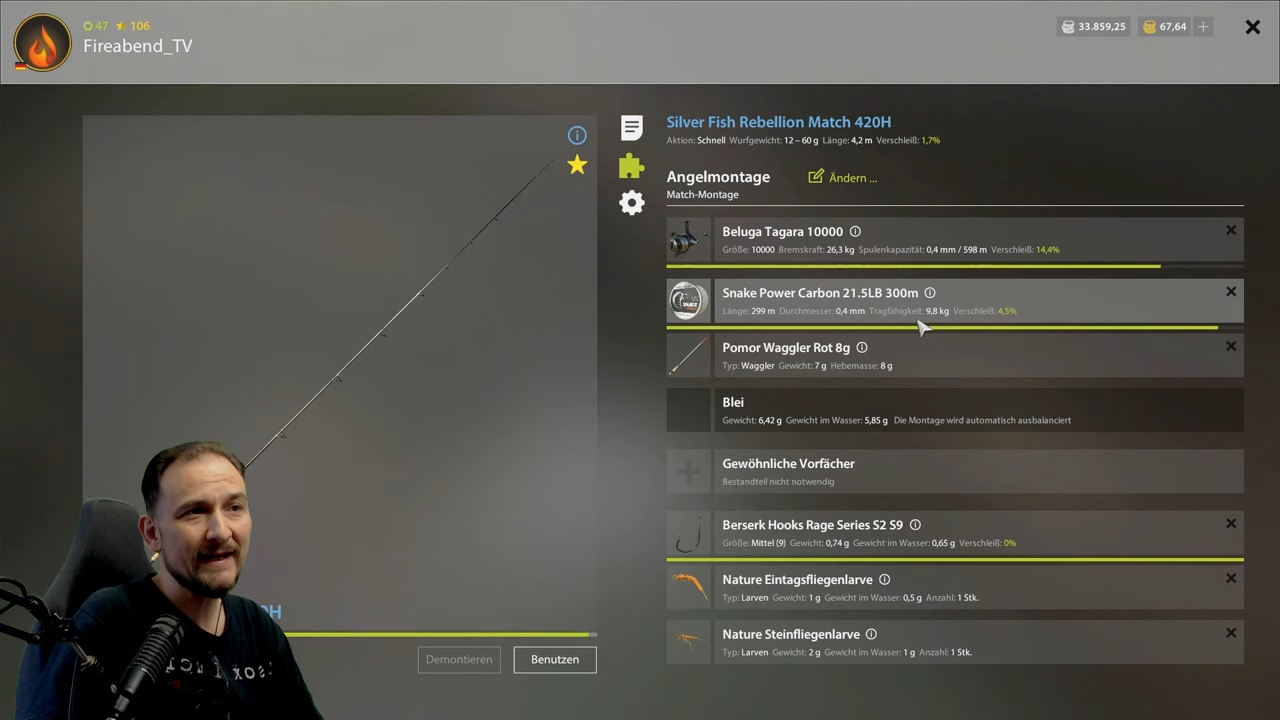 47 106
Fireabend_TV
33.859,25
67,64
Silver Fish Rebellion Match 420H
Aktion: Schnell Wurfgewicht: 12 – 60 g Länge: 4,2 m Verschleiß: 1,7%
Angelmontage
Ändern ...
Match-Montage
Beluga Tagara 10000
Größe: 10000 Bremskraft: 26,3 kg Spulenkapazität: 0,4 mm / 598 m Verschleiß: 14,4%
Snake Power Carbon 21.5LB 300m
Länge: 299 m Durchmesser: 0,4 mm Tragfähigkeit: 9,8 kg Verschleiß: 4,5%
Pomor Waggler Rot 8g
Typ: Waggler Gewicht: 7 g Hebemasse: 8 g
Blei
Gewicht: 6,42 g Gewicht im Wasser: 5,85 g Die Montage wird automatisch ausbalanciert
Gewöhnliche Vorfächer
Bestandteil nicht notwendig
Berserk Hooks Rage Series S2 S9
Größe: Mittel (9) Gewicht: 0,74 g Gewicht im Wasser: 0,65 g Verschleiß: 0%
Nature Eintagsfliegenlarve
Typ: Larven Gewicht: 1 g Gewicht im Wasser: 0,5 g Anzahl: 1 Stk.
Nature Steinfliegenlarve
Typ: Larven Gewicht: 2 g Gewicht im Wasser: 1 g Anzahl: 1 Stk.
0H
Demontieren
Benutzen